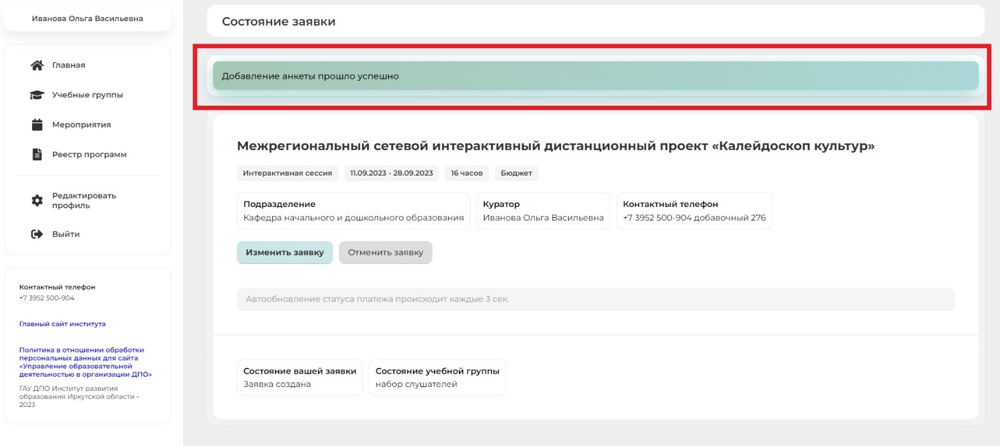 Иванова Ольга Васильевна
Главная
Учебные группы
Мероприятия
Реестр программ
Редактировать
профиль
Выйти
Контактный телефон
+7 3952 500-904
Главный сайт института
Политика в отношении обработки
персональных данных для сайта
«Управление образовательной
деятельностью в организации ДПО»
ГАУ ДПО Институт развития
образования Иркутской области -
2023
Состояние заявки
Добавление анкеты прошло успешно
Межрегиональный сетевой интерактивный дистанционный проект «Калейдоскоп культур»
Интерактивная сессия 11.09.2023 - 28.09.2023 16 часов Бюджет
Подразделение Куратор Контактный телефон
Кафедра начального и дошкольного образования Иванова Ольга Васильевна +7 3952 500-904 добавочный 276
Изменить заявку Отменить заявку
Автообновление статуса платежа происходит каждые 3 сек.
Состояние вашей заявки Состояние учебной группы
Заявка создана набор слушателей